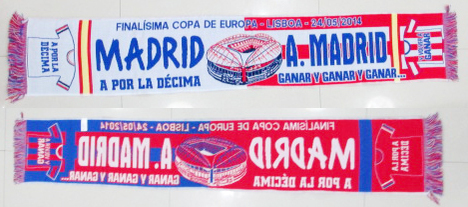 FINALÍSIMA COPA DE EUROPA - LISBOA - 24/05/2014
A POR LA
DÉCIMA
MADRID
A. MADRID
A POR LA DÉCIMA
GANAR Y GANAR Y GANAR...
GANAR
FINALÍSIMA COPA DE EUROPA - LISBOA - 24/05/2014
A. MADRID
MADRID
GANAR Y GANAR Y GANAR...
A POR LA DÉCIMA
A POR LA
DÉCIMA